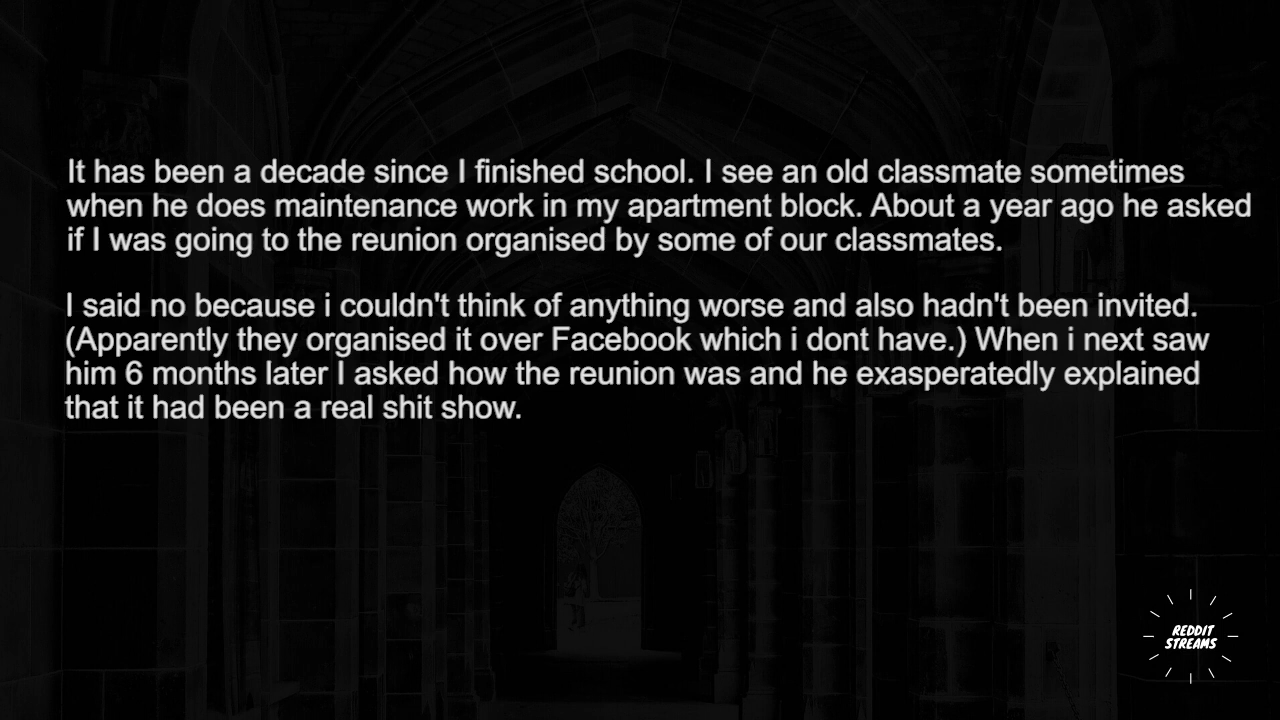 It has been a decade since I finished school. I see an old classmate sometimes
when he does maintenance work in my apartment block. About a year ago he asked
if I was going to the reunion organised by some of our classmates.
I said no because i couldn't think of anything worse and also hadn't been invited.
(Apparently they organised it over Facebook which i dont have.) When i next saw
him 6 months later I asked how the reunion was and he exasperatedly explained
that it had been a real shit show.
REDDIT
STREAMS